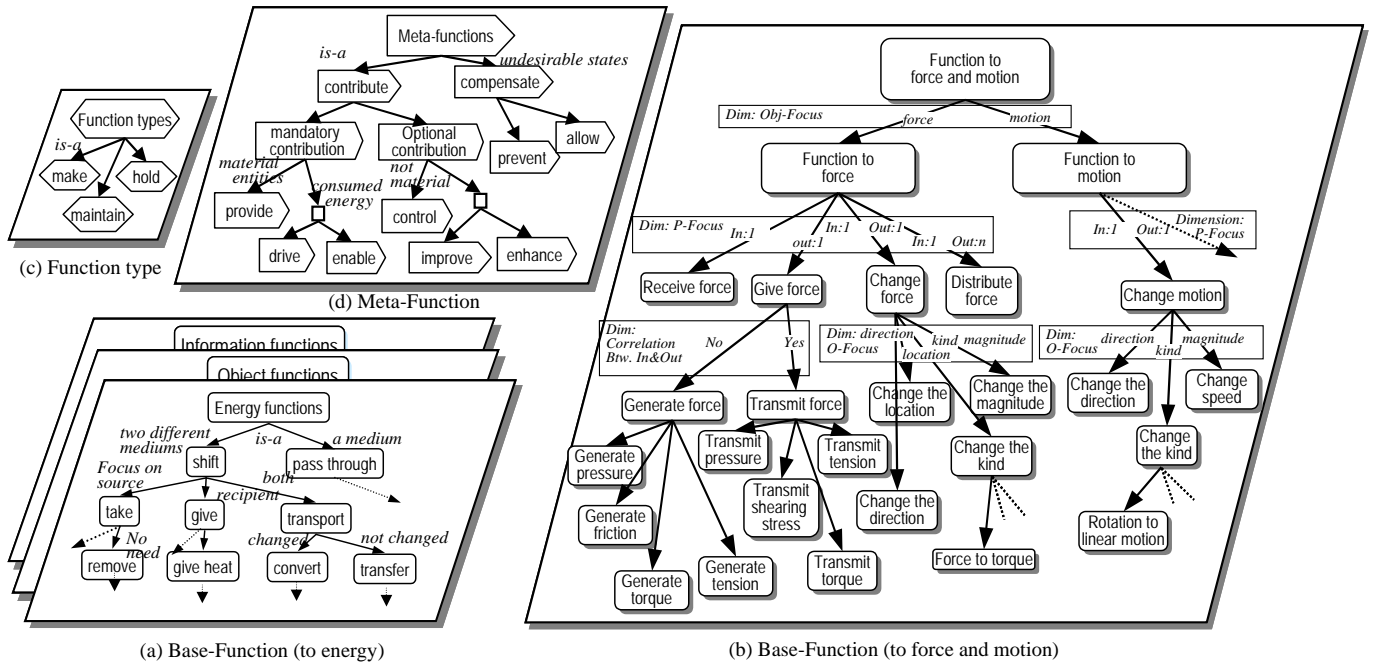 Function types
is-a
make
hold
maintain
(c) Function type
Meta-functions
is-a
undesirable states
contribute
compensate
mandatory
contribution
Optional
contribution
prevent
allow
material
entities
consumed
energy
not
material
provide
control
drive
enable
improve
enhance
(d) Meta-Function
Information functions
Object functions
Energy functions
two different
mediums
is-a
a medium
shift
pass through
Focus on
source
recipient
both
take
give
transport
No
need
changed
not changed
remove
give heat
convert
transfer
(a) Base-Function (to energy)
Function to
force and motion
Dim: Obj-Focus
force
motion
Function to
force
Function to
motion
Dim: P-Focus
In:1
out:1
In:1
Out:1
In:1
Out:n
Dimension:
P-Focus
In:1
Out:1
Receive force
Give force
Change
force
Distribute
force
Change motion
Dim:
Correlation
Btw. In&Out
No
Yes
Dim: direction
O-Focus
location
kind
magnitude
Dim:
O-Focus
direction
kind
magnitude
Generate force
Transmit force
Change the
location
Change the
magnitude
Change the
direction
Change
speed
Generate
pressure
Transmit
pressure
Transmit
tension
Change
the kind
Change
the kind
Generate
friction
Transmit
shearing
stress
Change the
direction
Rotation to
linear motion
Generate
torque
Generate
tension
Transmit
torque
Force to torque
(b) Base-Function (to force and motion)